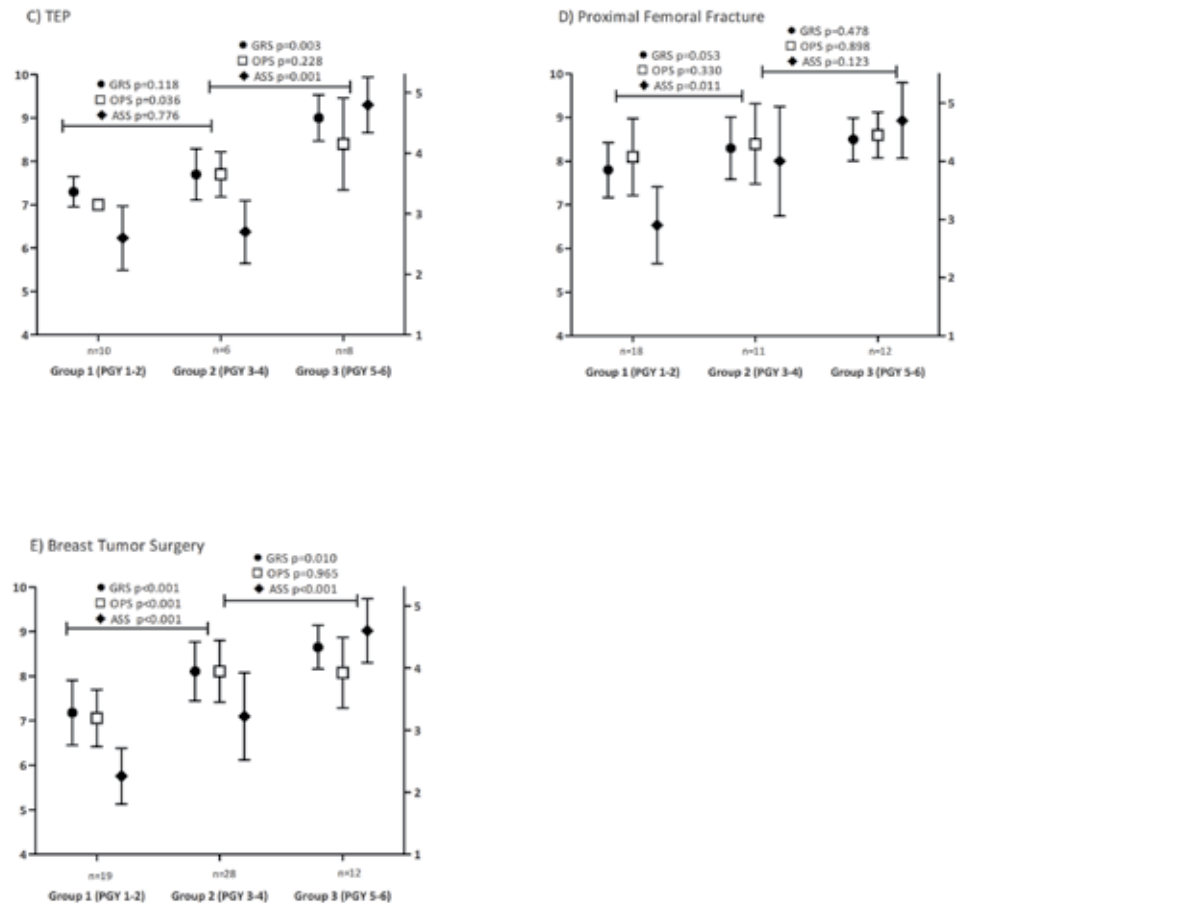 C) TEP
GRS p=0.003
OPS p=0.228
ASS p=0.001
GRS p=0.118
OPS p=0.036
ASS p=0.776
10
9
8
7
6
5
4
5
4
3
2
1
n=10
n=6
n=8
Group 1 (PGY 1-2)
Group 2 (PGY 3-4)
Group 3 (PGY 5-6)
D) Proximal Femoral Fracture
GRS p=0.478
OPS p=0.898
ASS p=0.123
GRS p=0.053
OPS p=0.330
ASS p=0.011
10
9
8
7
6
5
4
5
4
3
2
1
n=18
n=11
n=12
Group 1 (PGY 1-2)
Group 2 (PGY 3-4)
Group 3 (PGY 5-6)
E) Breast Tumor Surgery
GRS p=0.010
OPS p=0.965
ASS p<0.001
GRS p<0.001
OPS p<0.001
ASS p<0.001
10
9
8
7
6
5
4
5
4
3
2
1
n=19
n=28
n=12
Group 1 (PGY 1-2)
Group 2 (PGY 3-4)
Group 3 (PGY 5-6)